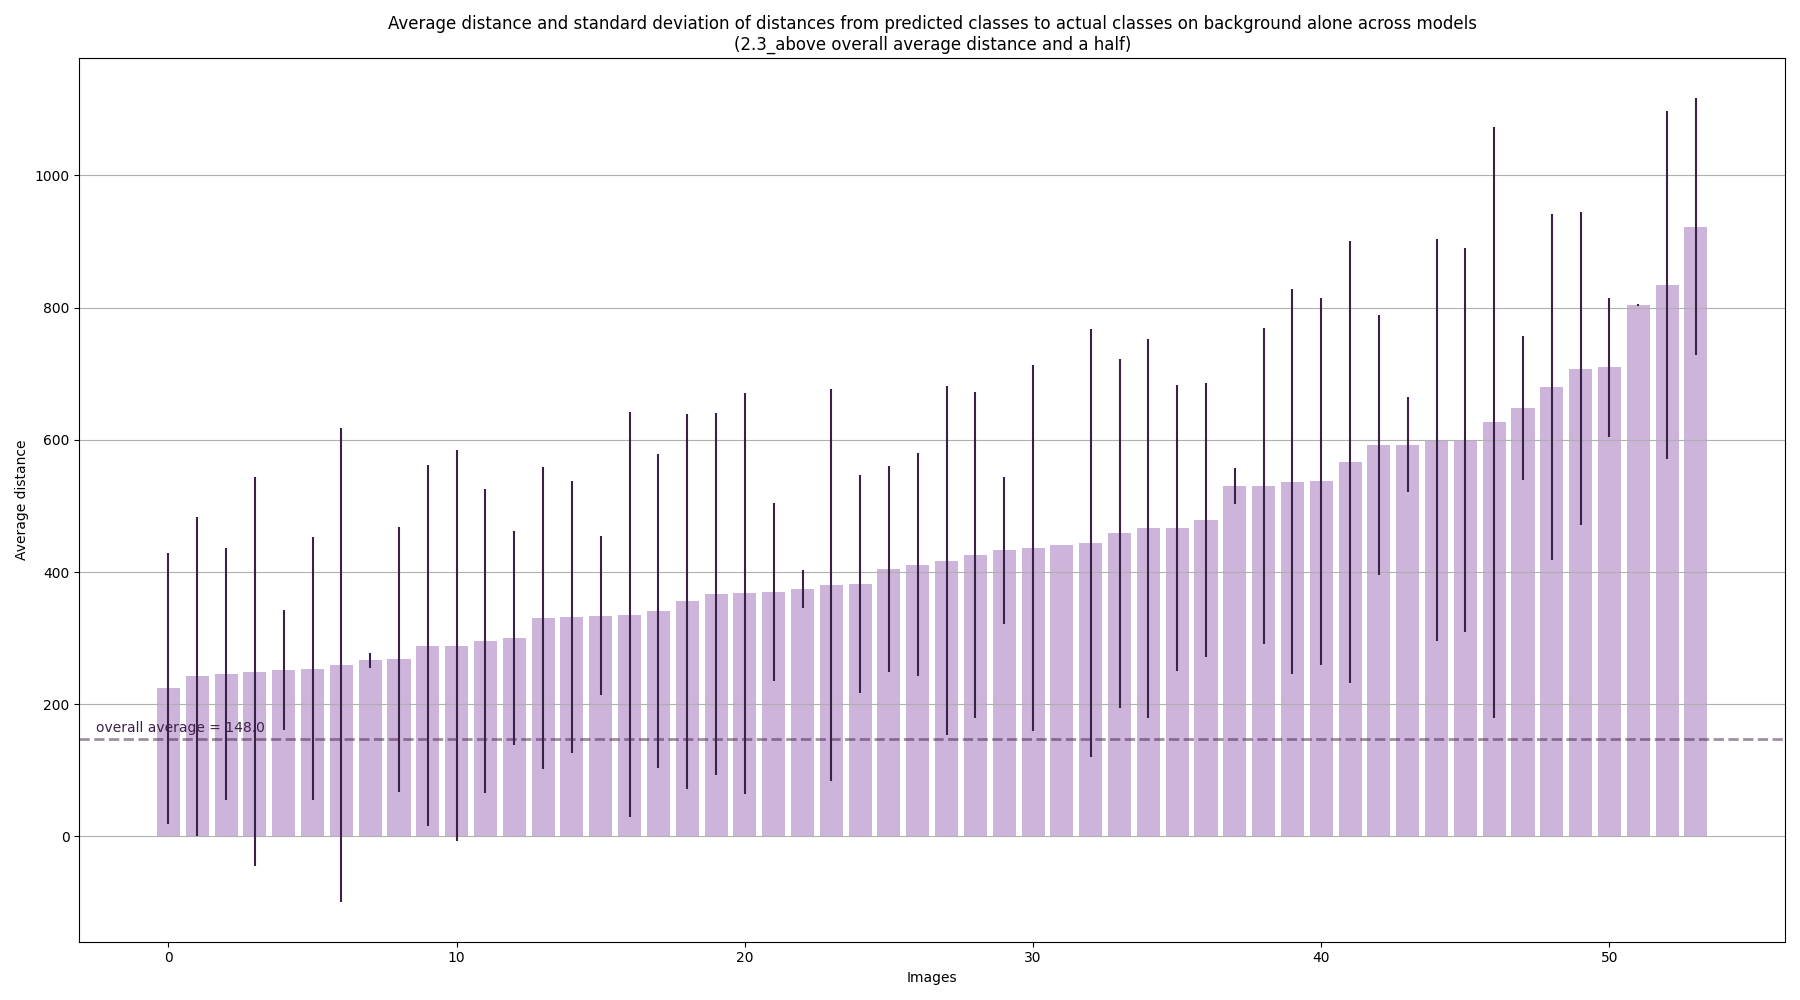 Average distance and standard deviation of distances from predicted classes to actual classes on background alone across models
(2.3_above overall average distance and a half)
Average distance
1000
800
600
400
200
0
overall average = 148.0
0
10
20
30
40
50
Images